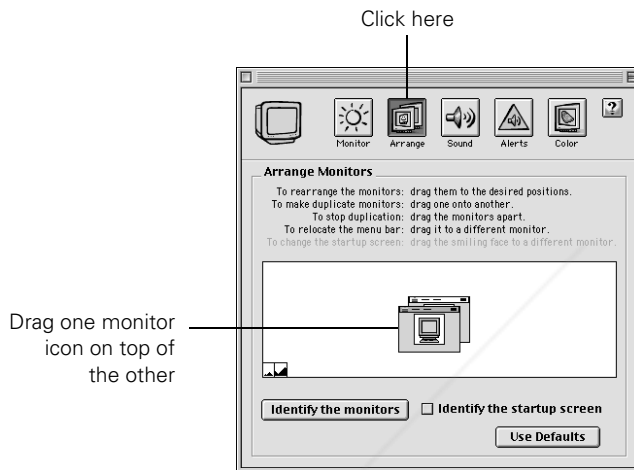 Click here
Monitor Arrange Sound Alerts Color ?
Arrange Monitors
To rearrange the monitors: drag them to the desired positions.
To make duplicate monitors: drag one onto another.
To stop duplication: drag the monitors apart.
To relocate the menu bar: drag it to a different monitor.
To change the startup screen: drag the smiling face to a different monitor.
Drag one monitor
icon on top of
the other
Identify the monitors Identify the startup screen
Use Defaults